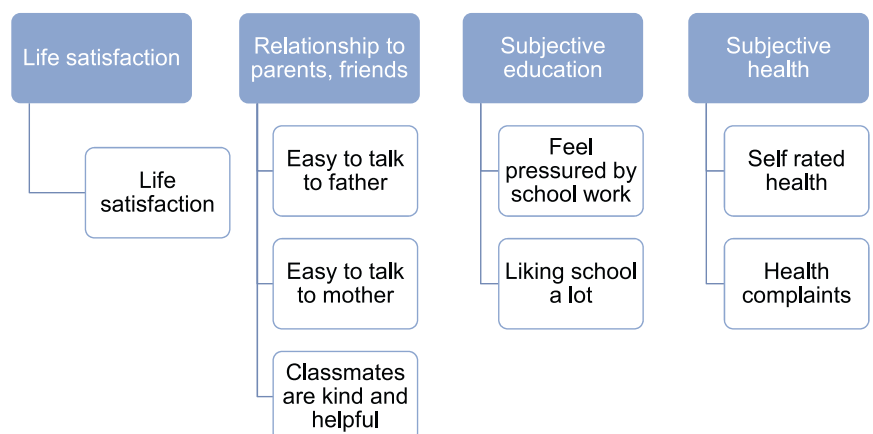 Life satisfaction
Life
satisfaction
Relationship to
parents, friends
Easy to talk
to father
Easy to talk
to mother
Classmates
are kind and
helpful
Subjective
education
Feel
pressured by
school work
Liking school
a lot
Subjective
health
Self rated
health
Health
complaints